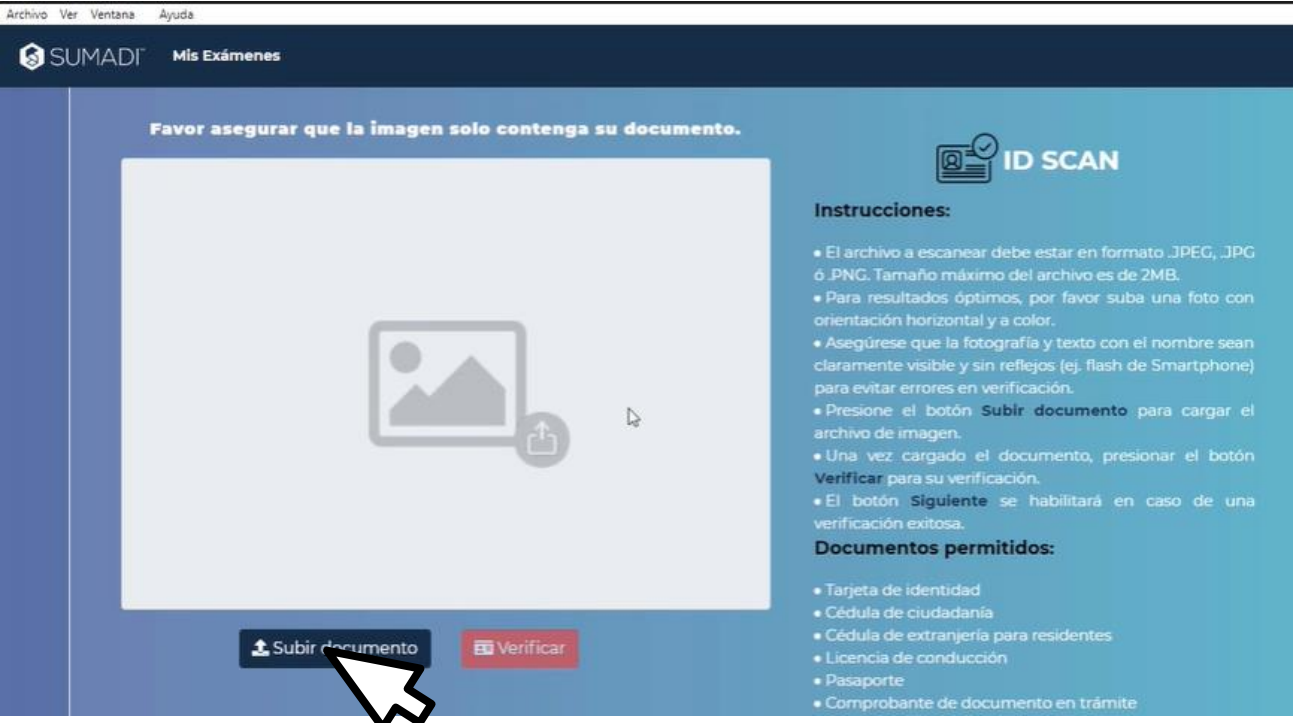 Archivo Ver Ventana Ayuda
SUMADI™ Mis Exámenes
Favor asegurar que la imagen solo contenga su documento.
Subir documento
Verificar
ID SCAN
Instrucciones:
• El archivo a escanear debe estar en formato .JPEG, .JPG
ó .PNG. Tamaño máximo del archivo es de 2MB.
• Para resultados óptimos, por favor suba una foto con
orientación horizontal y a color.
• Asegúrese que la fotografía y texto con el nombre sean
claramente visible y sin reflejos (ej. flash de Smartphone)
para evitar errores en verificación.
• Presione el botón Subir documento para cargar el
archivo de imagen.
• Una vez cargado el documento, presionar el botón
Verificar para su verificación.
• El botón Siguiente se habilitará en caso de una
verificación exitosa.
Documentos permitidos:
• Tarjeta de identidad
• Cédula de ciudadanía
• Cédula de extranjería para residentes
• Licencia de conducción
• Pasaporte
• Comprobante de documento en trámite